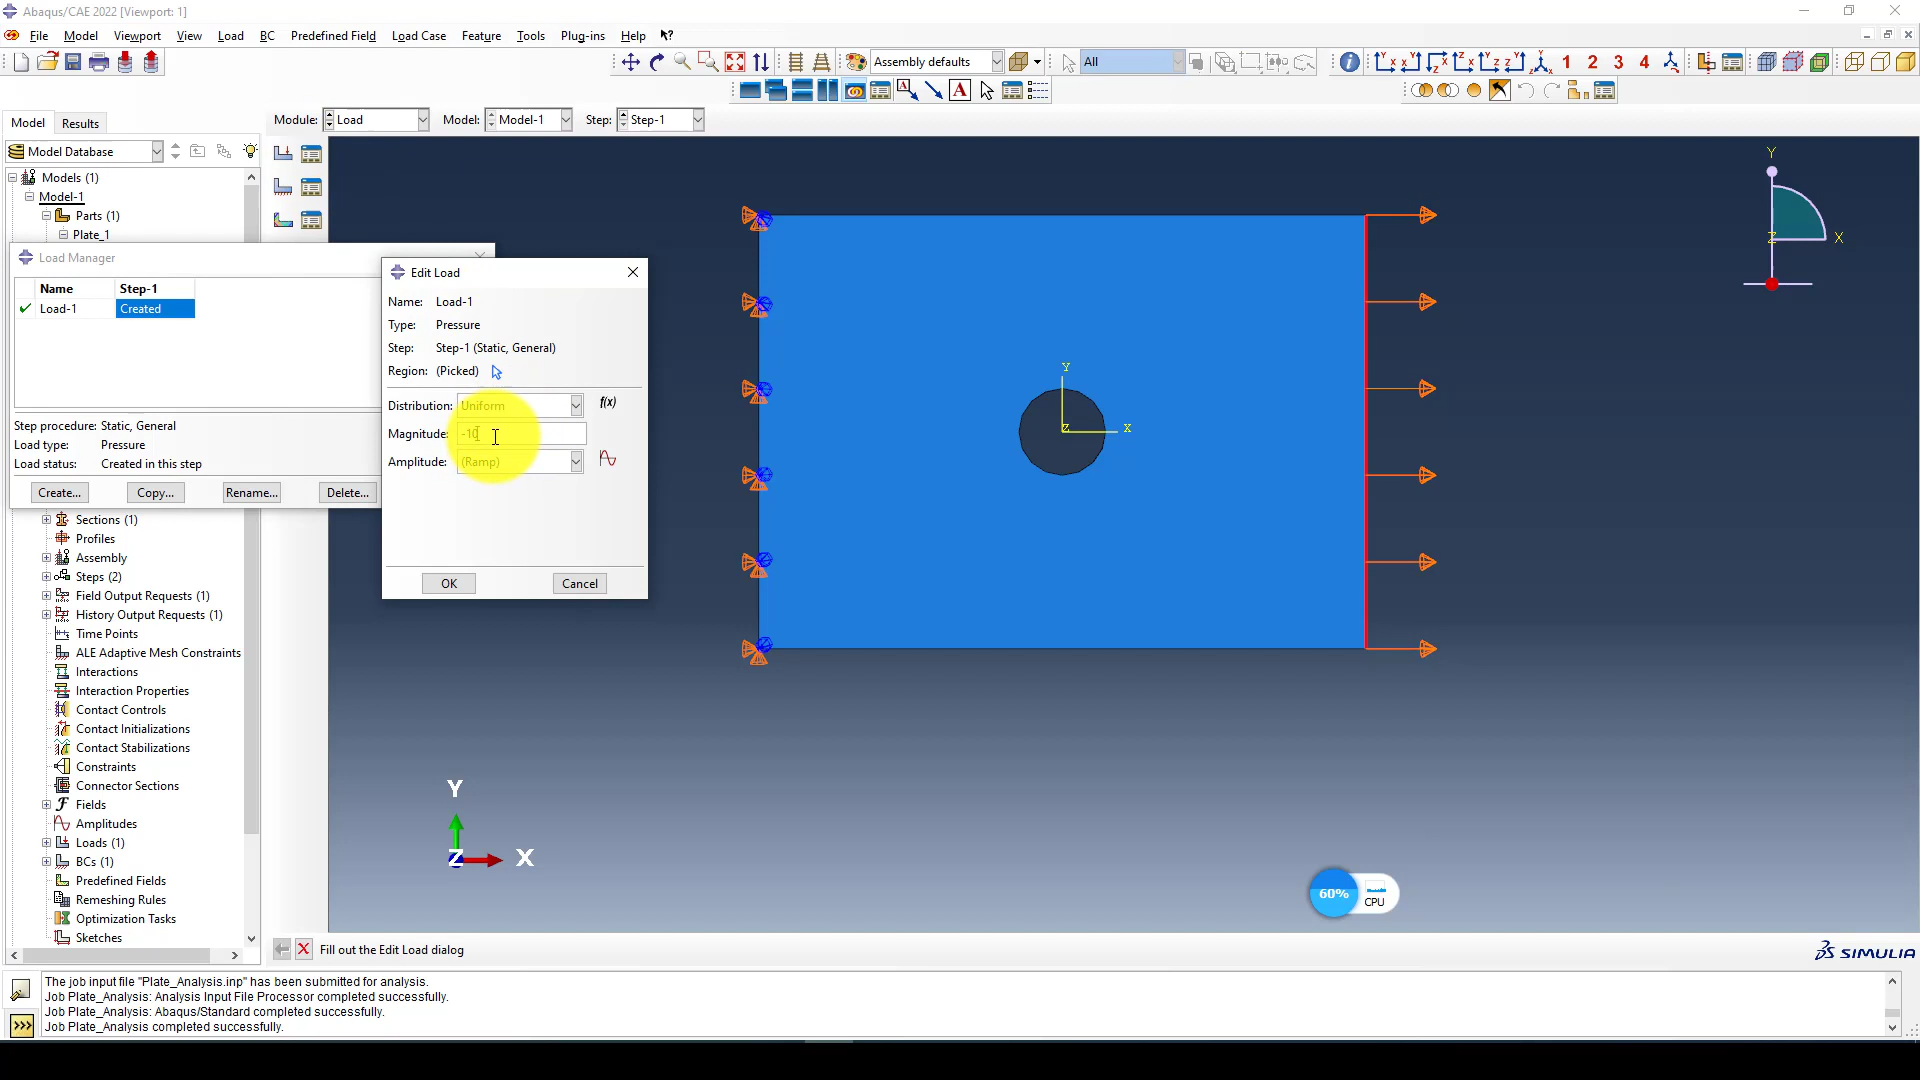 Abaqus/CAE 2022 [Viewport: 1]
File Model Viewport View Load BC Predefined Field Load Case Feature Tools Plug-ins Help
Assembly defaults All
1 2 3 4
Model Results
Module: Load Model: Model-1 Step: Step-1
Model Database
Models (1)
Model-1
Parts (1)
Plate_1
Load Manager
Name Step-1
Load-1 Created
Step procedure: Static, General
Load type: Pressure
Load status: Created in this step
Create... Copy... Rename... Delete...
Edit Load
Name: Load-1
Type: Pressure
Step: Step-1 (Static, General)
Region: (Picked)
Distribution: Uniform f(x)
Magnitude: -10
Amplitude: (Ramp)
OK Cancel
Sections (1)
Profiles
Assembly
Steps (2)
Field Output Requests (1)
History Output Requests (1)
Time Points
ALE Adaptive Mesh Constraints
Interactions
Interaction Properties
Contact Controls
Contact Initializations
Contact Stabilizations
Constraints
Connector Sections
Fields
Amplitudes
Loads (1)
BCs (1)
Predefined Fields
Remeshing Rules
Optimization Tasks
Sketches
Y
Z X
Y
Z X
Y
Z X
60% CPU
Fill out the Edit Load dialog
SIMULIA
The job input file "Plate_Analysis.inp" has been submitted for analysis.
Job Plate_Analysis: Analysis Input File Processor completed successfully.
Job Plate_Analysis: Abaqus/Standard completed successfully.
Job Plate_Analysis completed successfully.
>>>